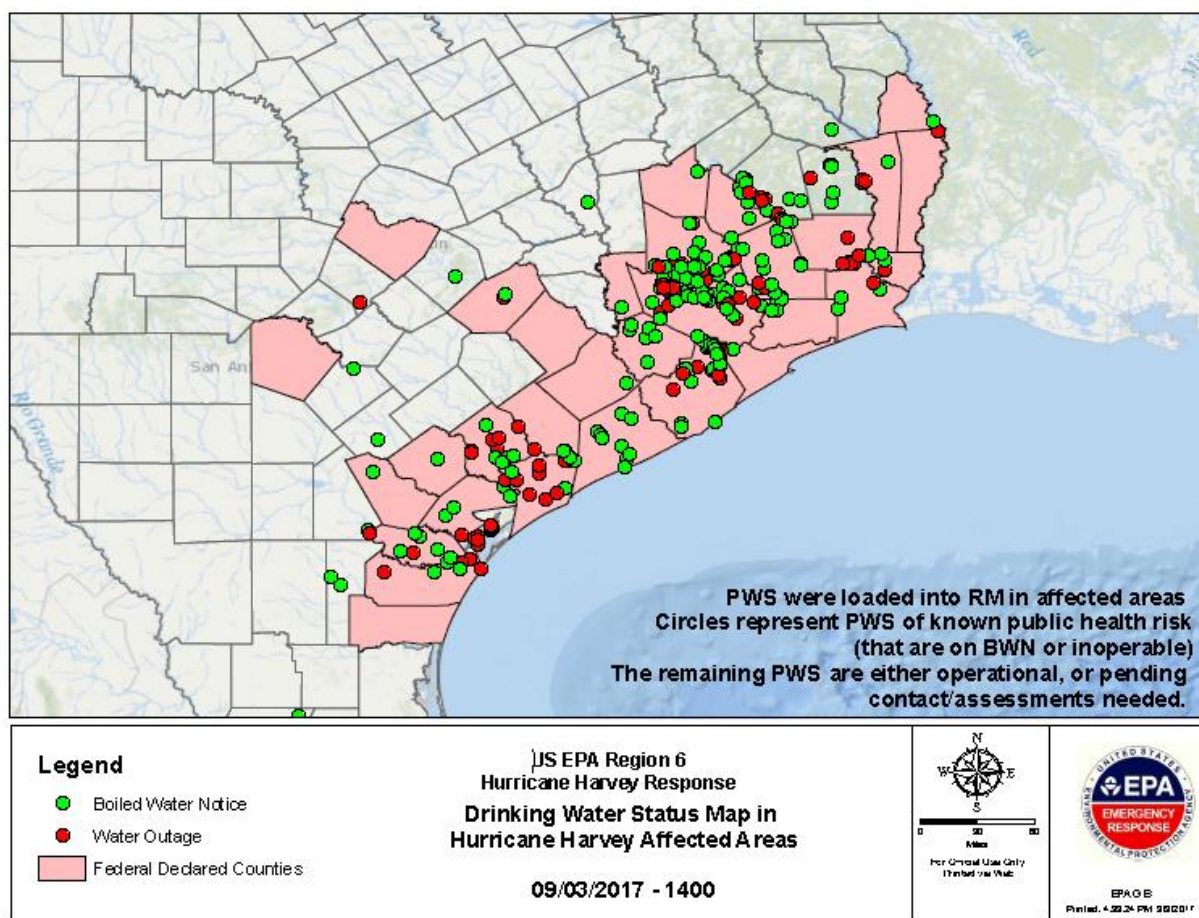 Red
Rio Grande
San An
PWS were loaded into RM in affected areas
Circles represent PWS of known public health risk
(that are on BWN or inoperable)
The remaining PWS are either operational, or pending
contact/assessments needed.
Legend
Boiled Water Notice
Water Outage
Federal Declared Counties
US EPA Region 6
Hurricane Harvey Response
Drinking Water Status Map in
Hurricane Harvey Affected Areas
09/03/2017 - 1400
N
W E
S
0 30 60
Miles
For Official Use Only
UNITED STATES
EPA
EMERGENCY
RESPONSE
ENVIRONMENTAL PROTECTION AGENCY